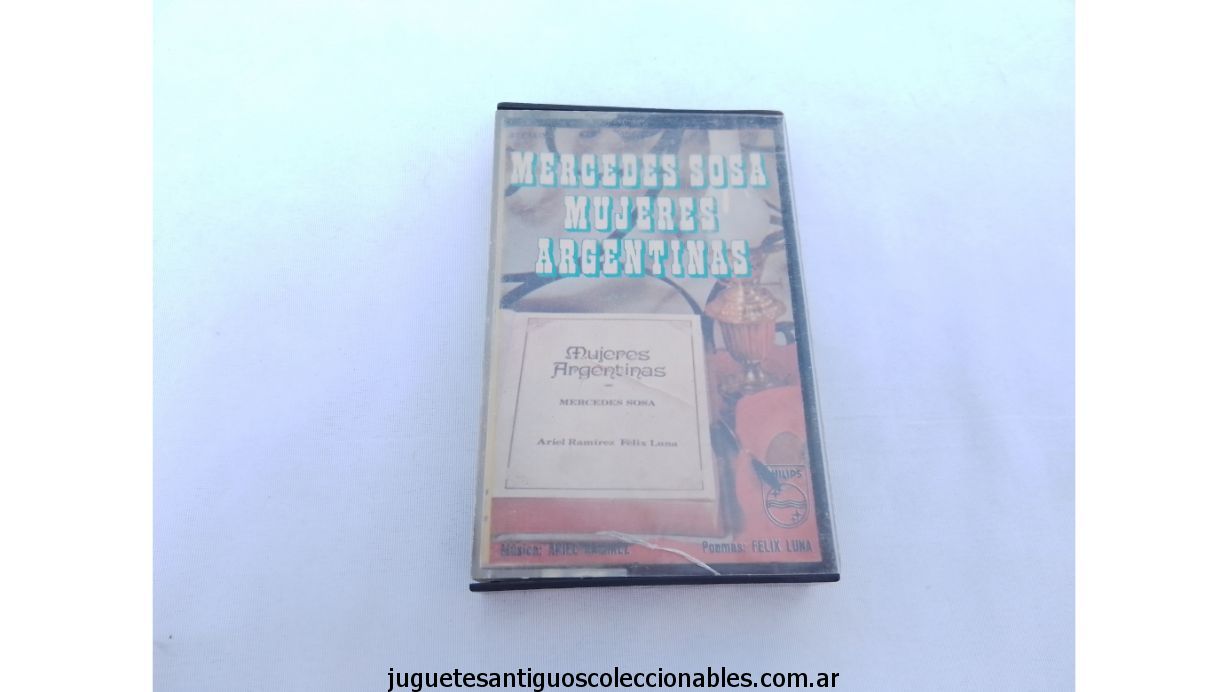 MERCEDES SOSA
MUJERES
ARGENTINAS
Mujeres
Argentinas
MERCEDES SOSA
Ariel Ramírez Félix Luna
PHILIPS
Música: ARIEL RAMIREZ
Poemas: FELIX LUNA
juguetesantiguoscoleccionables.com.ar